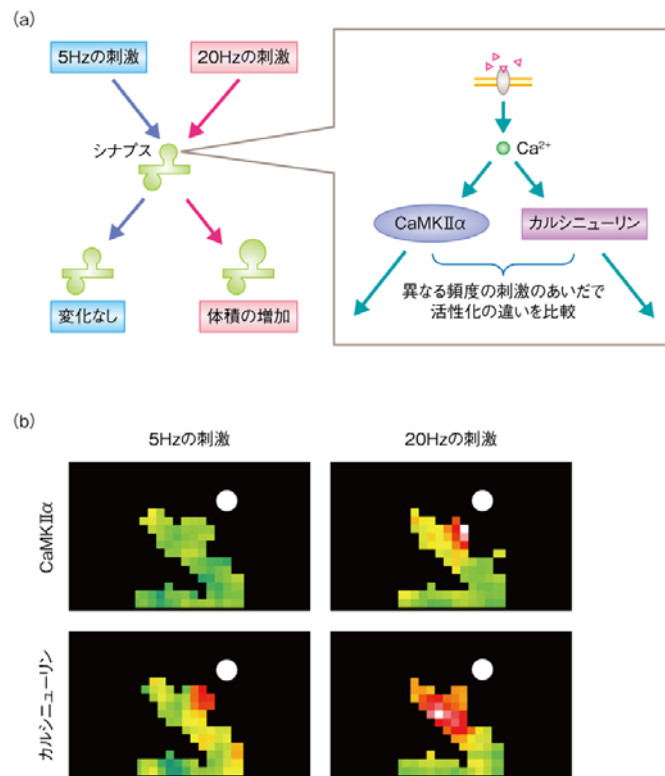 (a)
5Hzの刺激
20Hzの刺激
シナプス
変化なし
体積の増加
Ca²⁺
CaMKⅡα
カルシニューリン
異なる頻度の刺激のあいだで
活性化の違いを比較
(b)
5Hzの刺激
20Hzの刺激
CaMKⅡα
カルシニューリン